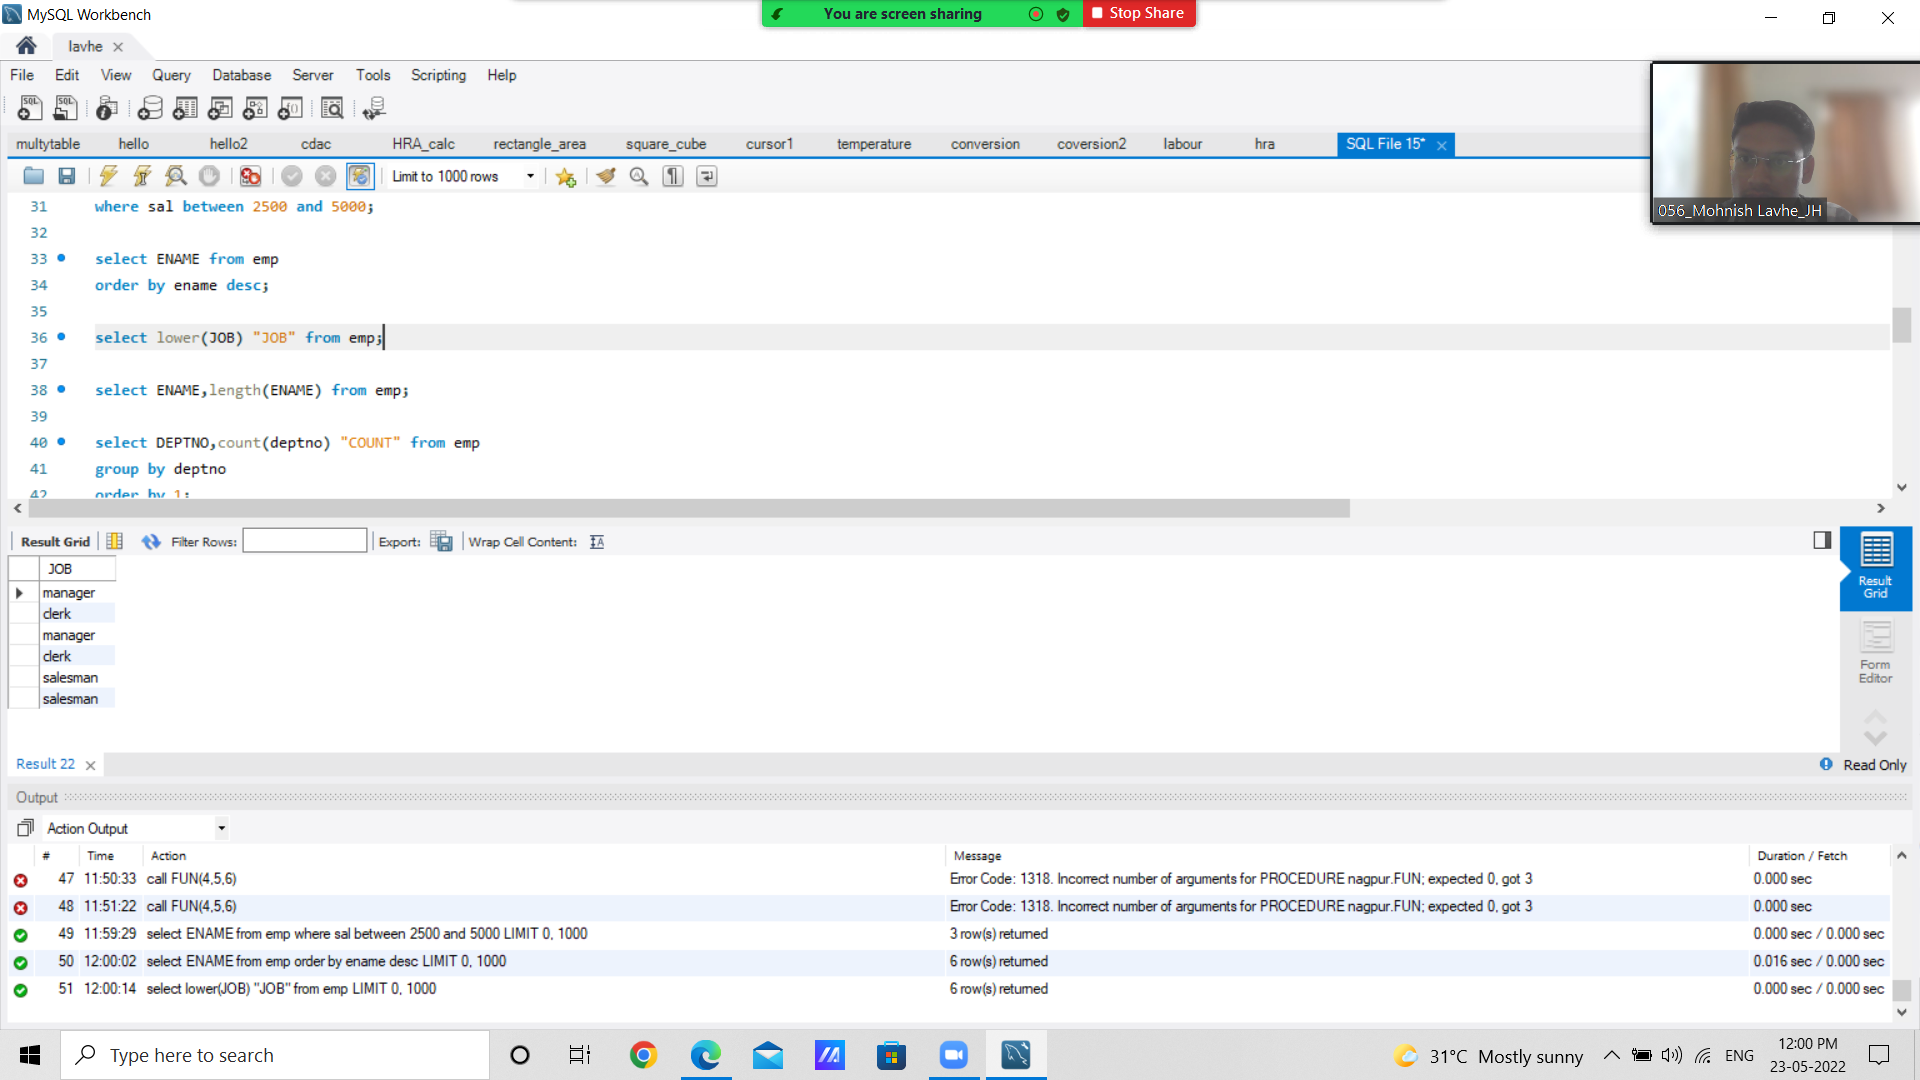 MySQL Workbench
You are screen sharing
Stop Share
lavhe
File Edit View Query Database Server Tools Scripting Help
multytable hello hello2 cdac HRA_calc rectangle_area square_cube cursor1 temperature conversion coversion2 labour hra SQL File 15*
056_Mohnish Lavhe_JH
Limit to 1000 rows
31 where sal between 2500 and 5000;
32
33 select ENAME from emp
34 order by ename desc;
35
36 select lower(JOB) "JOB" from emp;
37
38 select ENAME,length(ENAME) from emp;
39
40 select DEPTNO,count(deptno) "COUNT" from emp
41 group by deptno
42 order by 1;
Result Grid Filter Rows: Export: Wrap Cell Content:
JOB
manager
clerk
manager
clerk
salesman
salesman
Result
Grid
Form
Editor
Result 22
Read Only
Output
Action Output
# Time Action Message Duration / Fetch
47 11:50:33 call FUN(4,5,6) Error Code: 1318. Incorrect number of arguments for PROCEDURE nagpur.FUN; expected 0, got 3 0.000 sec
48 11:51:22 call FUN(4,5,6) Error Code: 1318. Incorrect number of arguments for PROCEDURE nagpur.FUN; expected 0, got 3 0.000 sec
49 11:59:29 select ENAME from emp where sal between 2500 and 5000 LIMIT 0, 1000 3 row(s) returned 0.000 sec / 0.000 sec
50 12:00:02 select ENAME from emp order by ename desc LIMIT 0, 1000 6 row(s) returned 0.016 sec / 0.000 sec
51 12:00:14 select lower(JOB) "JOB" from emp LIMIT 0, 1000 6 row(s) returned 0.000 sec / 0.000 sec
Type here to search
31°C Mostly sunny
ENG
12:00 PM
23-05-2022